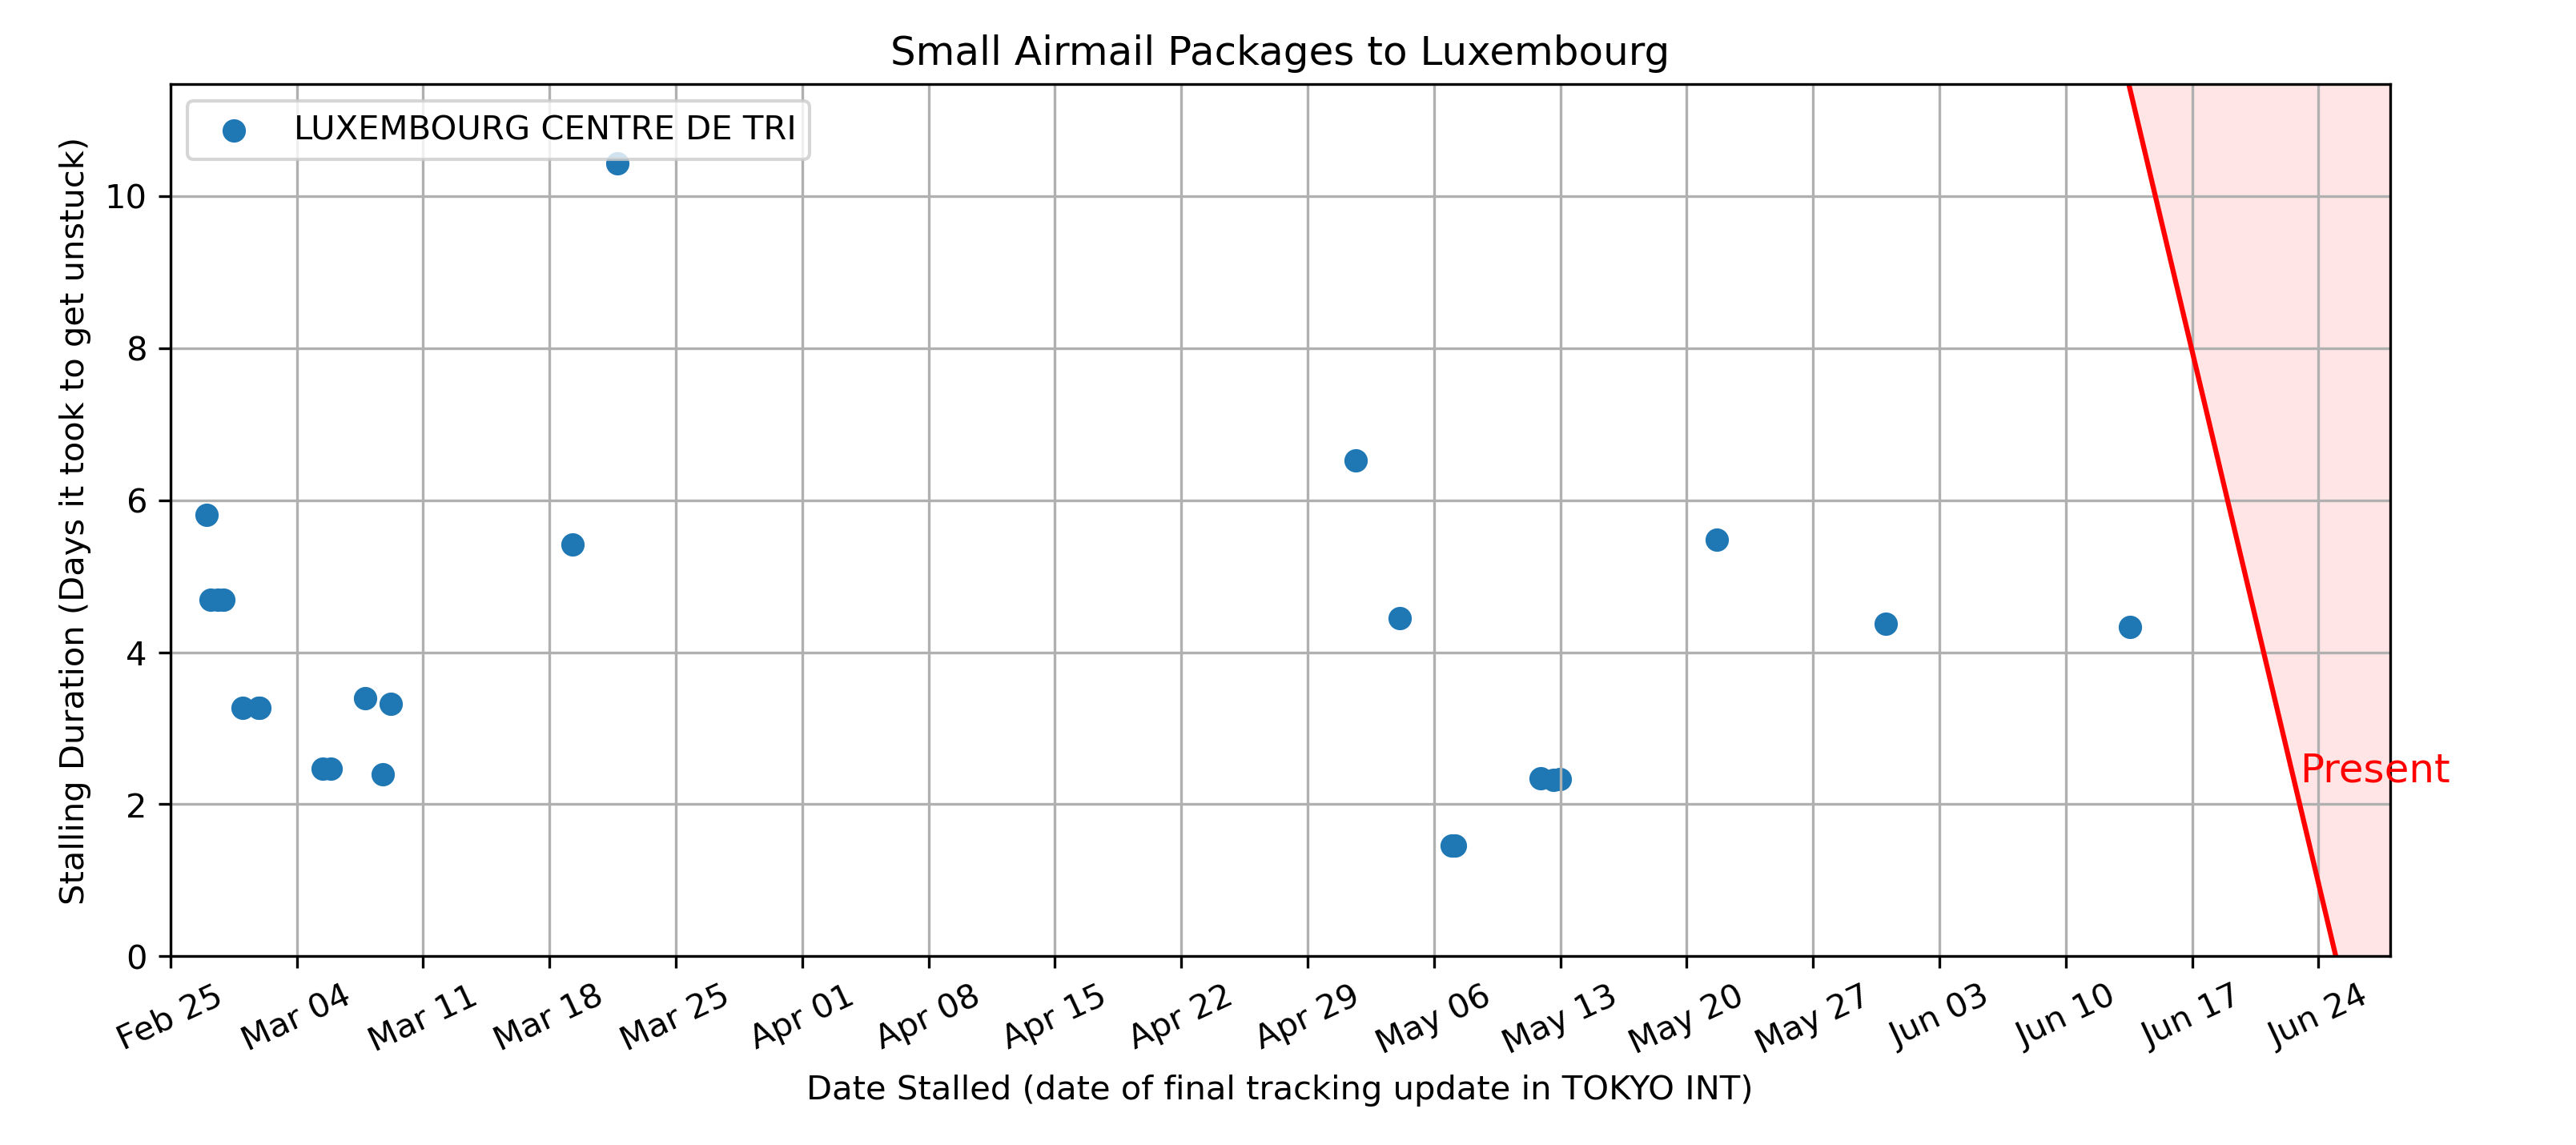 Small Airmail Packages to Luxembourg
LUXEMBOURG CENTRE DE TRI
Stalling Duration (Days it took to get unstuck)
10
8
6
4
2
0
Present
Feb 25
Mar 04
Mar 11
Mar 18
Mar 25
Apr 01
Apr 08
Apr 15
Apr 22
Apr 29
May 06
May 13
May 20
May 27
Jun 03
Jun 10
Jun 17
Jun 24
Date Stalled (date of final tracking update in TOKYO INT)